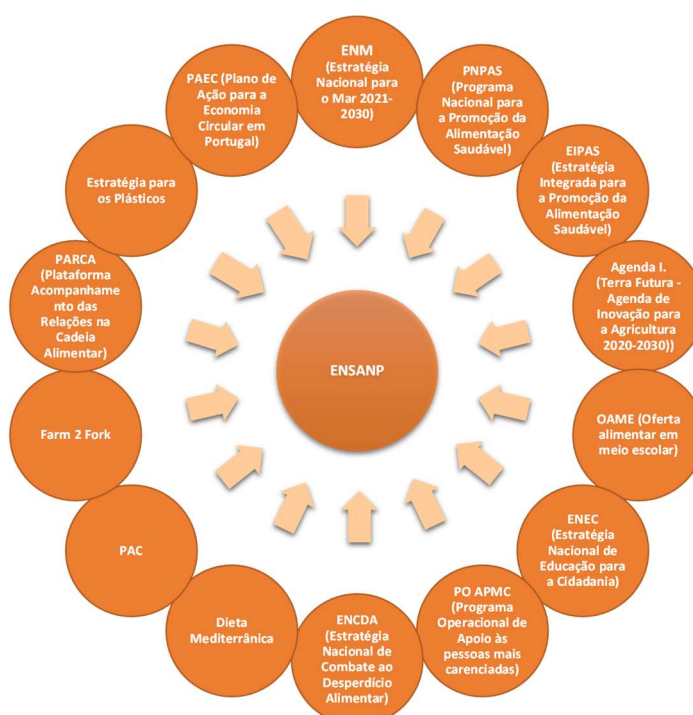 ENM
(Estratégia
Nacional para
o Mar 2021-
2030)
PNPAS
(Programa
Nacional para
a Promoção da
Alimentação
Saudável)
EIPAS
(Estratégia
Integrada para
a Promoção da
Alimentação
Saudável)
Agenda I.
(Terra Futura -
Agenda de
Inovação para
a Agricultura
2020-2030))
OAME (Oferta
alimentar em
meio escolar)
ENEC
(Estratégia
Nacional de
Educação para
a Cidadania)
PO APMC
(Programa
Operacional de
Apoio às
pessoas mais
carenciadas)
ENCDA
(Estratégia
Nacional de
Combate ao
Desperdício
Alimentar)
Dieta
Mediterrânica
PAC
Farm 2 Fork
PARCA
(Plataforma
Acompanhame
nto das
Relações na
Cadeia
Alimentar)
Estratégia para
os Plásticos
PAEC (Plano de
Ação para a
Economia
Circular em
Portugal)
ENSANP